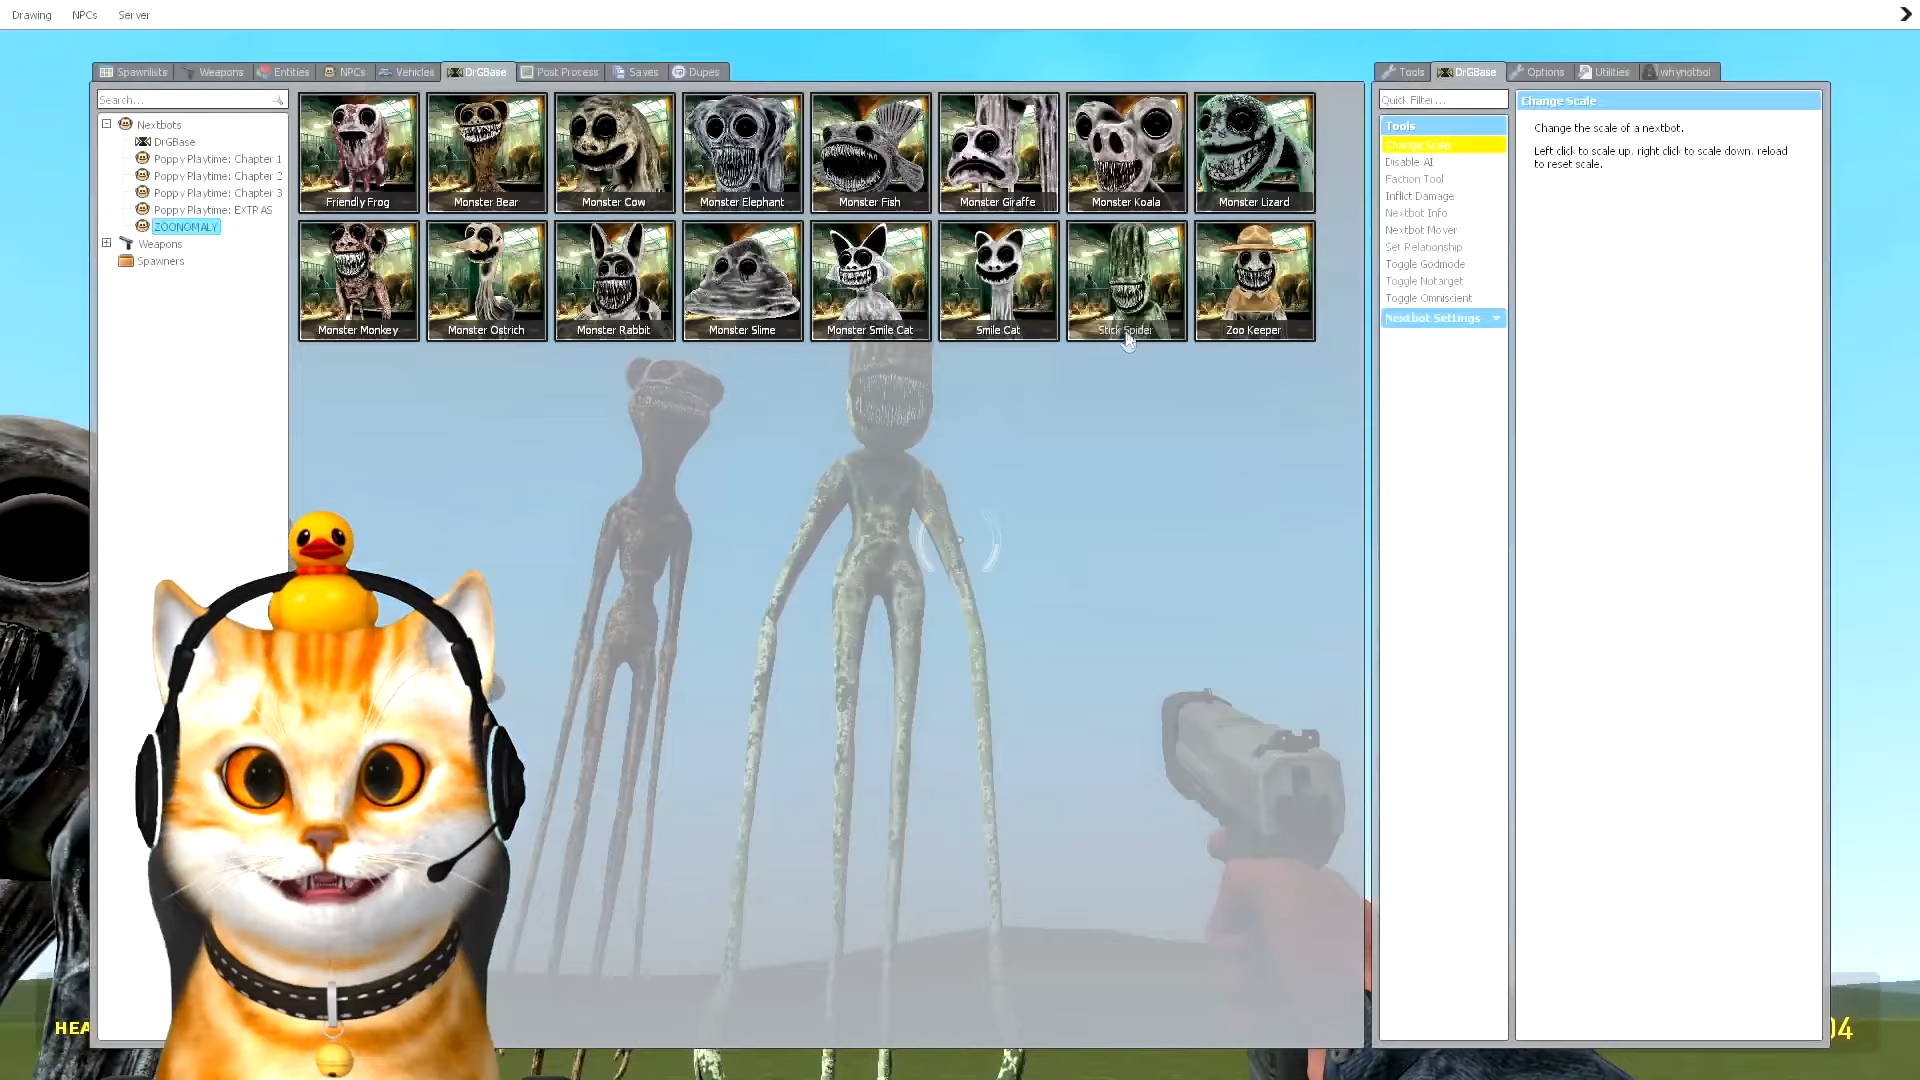 Drawing NPCs Server
Spawnlists Weapons Entities NPCs Vehicles DrGBase Post Process Saves Dupes
Tools DrGBase Options Utilities whynottoi
Search...
Nextbots
DrGBase
Poppy Playtime: Chapter 1
Poppy Playtime: Chapter 2
Poppy Playtime: Chapter 3
Poppy Playtime: EXTRAS
ZOONOMALY
Weapons
Spawners
Friendly Frog Monster Bear Monster Cow Monster Elephant Monster Fish Monster Giraffe Monster Koala Monster Lizard
Monster Monkey Monster Ostrich Monster Rabbit Monster Slime Monster Smile Cat Smile Cat Stick Spider Zoo Keeper
Quick Filter...
Tools
Change Scale
Disable AI
Faction Tool
Inflict Damage
Nextbot Info
Nextbot Mover
Set Relationship
Toggle Godmode
Toggle Notarget
Toggle Omniscient
Nextbot Settings
Change Scale
Change the scale of a nextbot.
Left click to scale up, right click to scale down, reload
to reset scale.
HEA
04